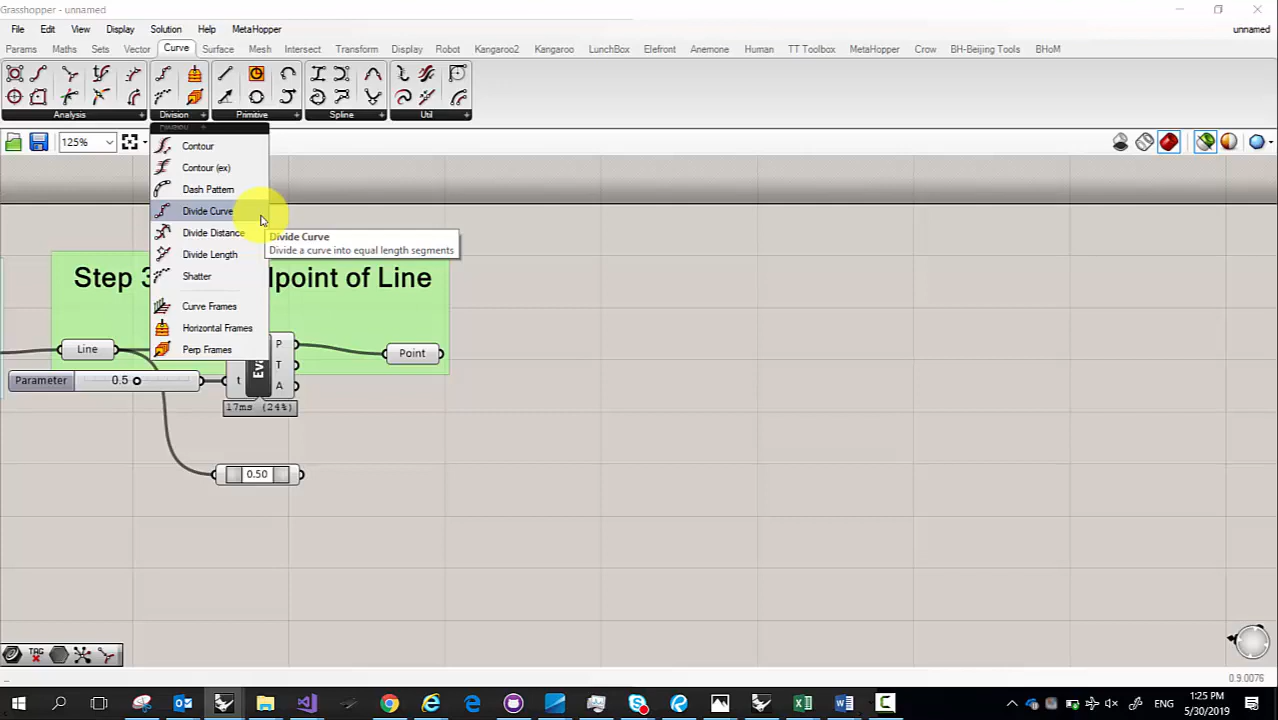 Grasshopper - unnamed
File Edit View Display Solution Help MetaHopper
unnamed
Params Maths Sets Vector Curve Surface Mesh Intersect Transform Display Robot Kangaroo2 Kangaroo LunchBox Elefront Anemone Human TT Toolbox MetaHopper Crow BH-Beijing Tools BHoM
Analysis Division Primitive Spline Util
125%
Contour
Contour (ex)
Dash Pattern
Divide Curve
Divide Distance
Divide Length
Shatter
Curve Frames
Horizontal Frames
Perp Frames
Divide Curve
Divide a curve into equal length segments
Step 3 dpoint of Line
Line
Parameter 0.5
t
Eva
P
T
A
Point
17ms (24%)
0.50
TAG
0.9.0076
ENG
1:25 PM
5/30/2019